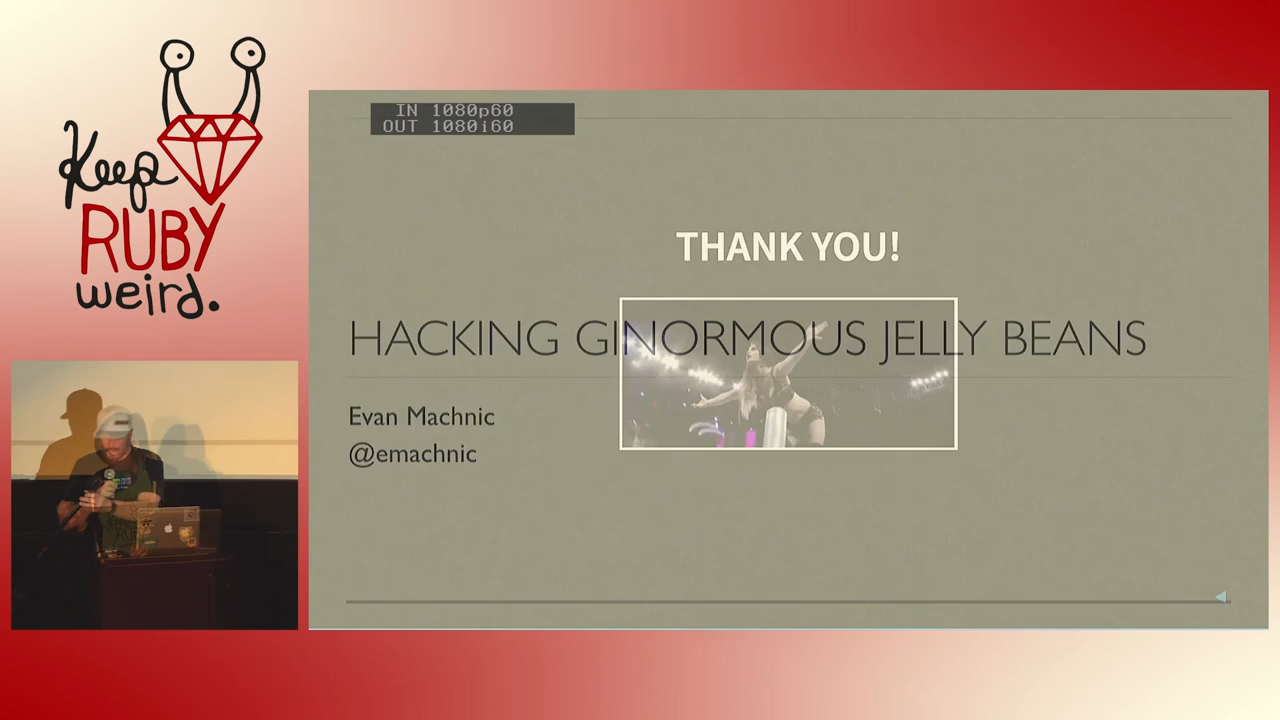 Keep
RUBY
weird.
IN 1080p60
OUT 1080i60
THANK YOU!
HACKING GINORMOUS JELLY BEANS
Evan Machnic
@emachnic